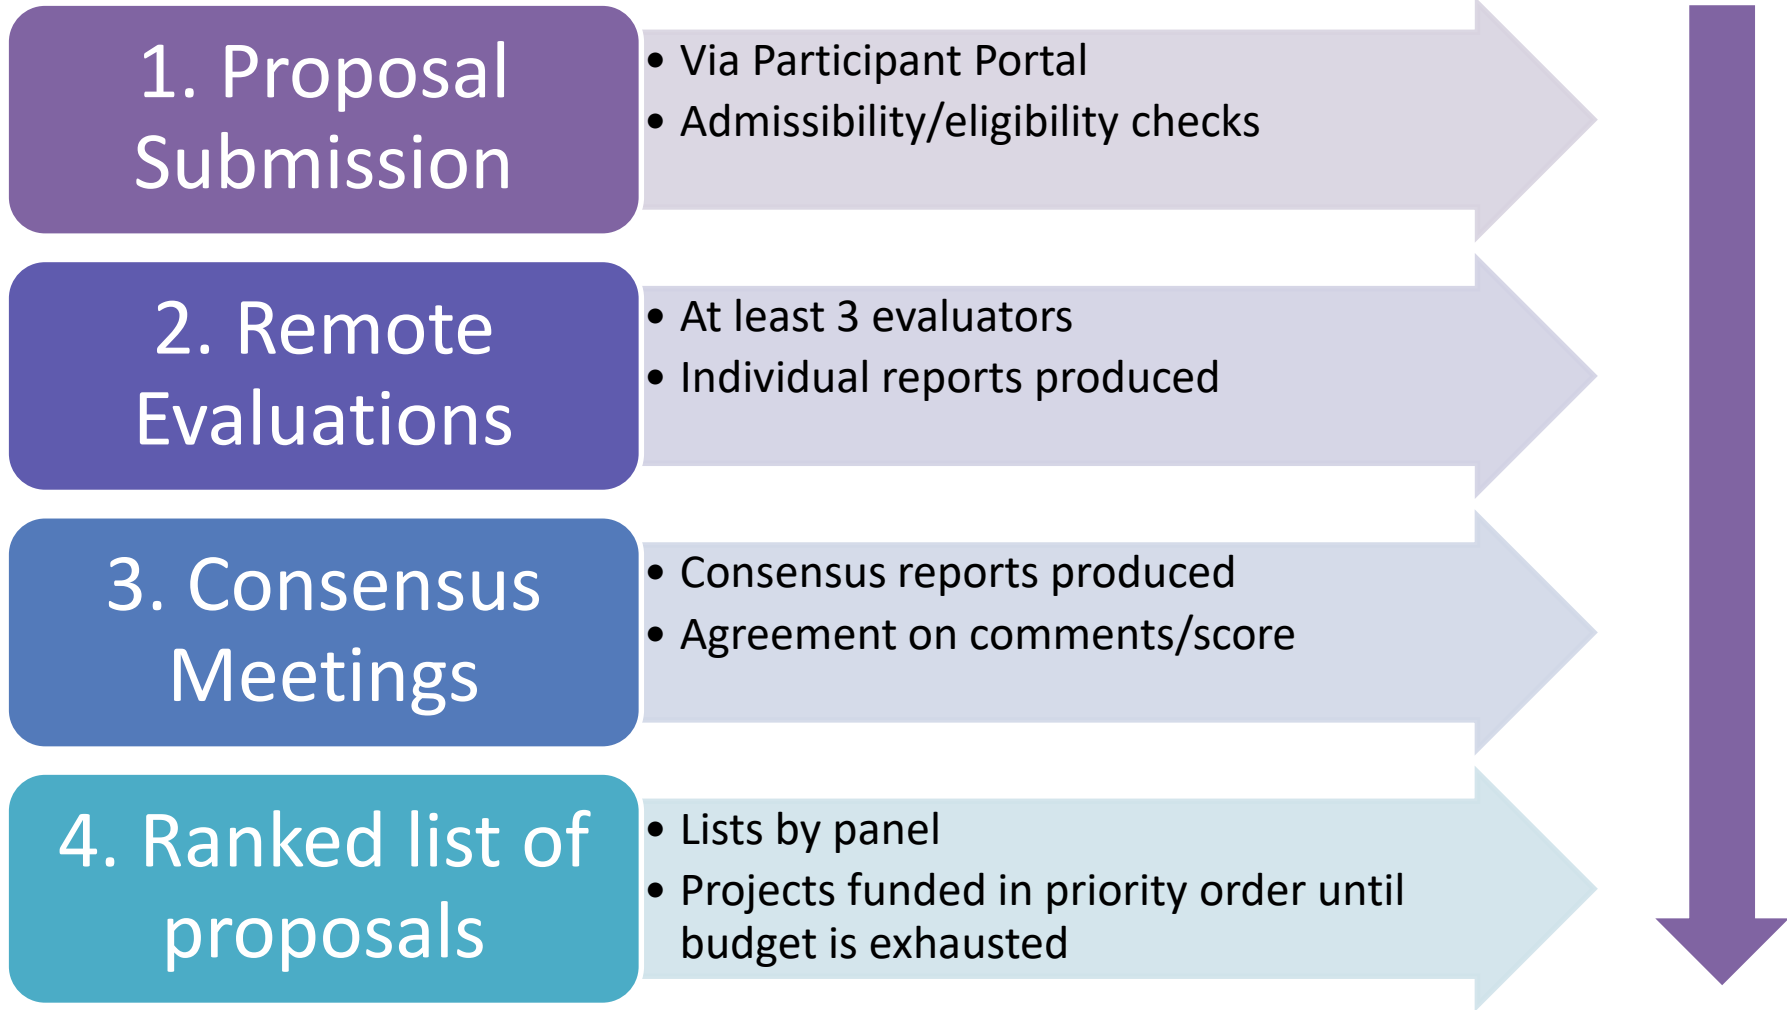 1. Proposal
Submission
• Via Participant Portal
• Admissibility/eligibility checks
2. Remote
Evaluations
• At least 3 evaluators
• Individual reports produced
3. Consensus
Meetings
• Consensus reports produced
• Agreement on comments/score
4. Ranked list of
proposals
• Lists by panel
• Projects funded in priority order until
budget is exhausted